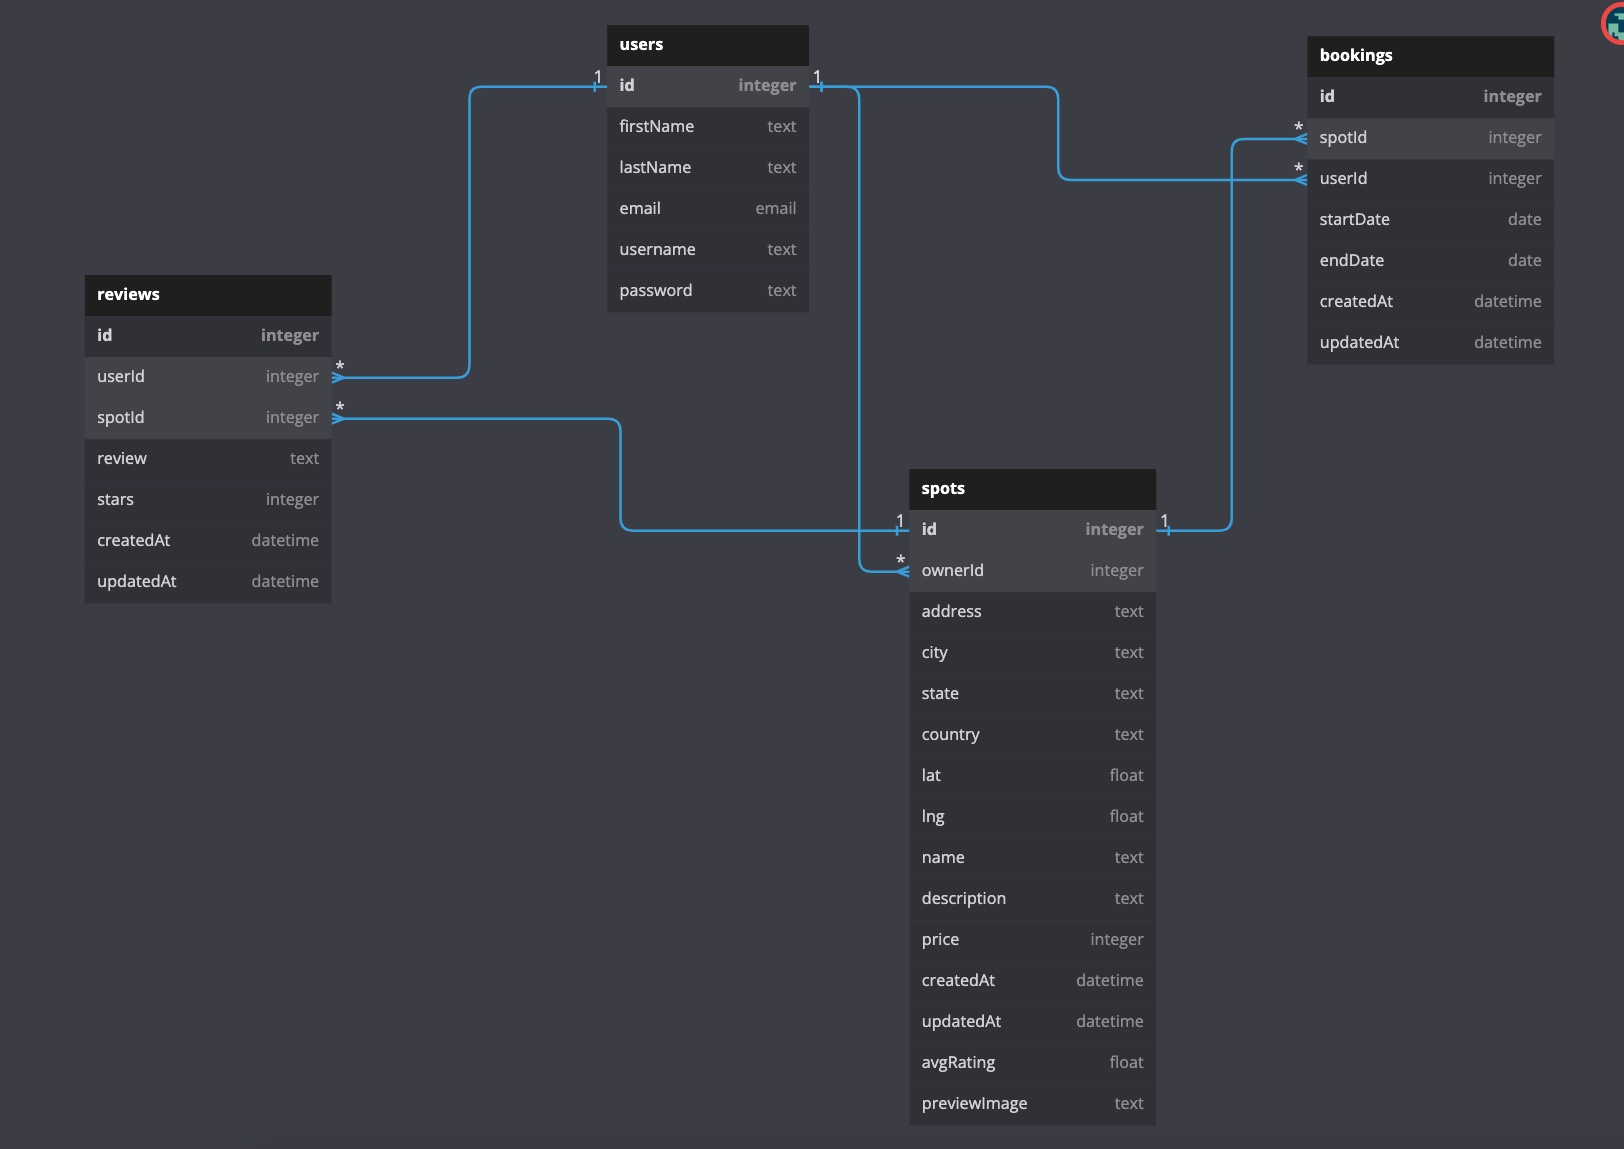 users
1
id integer
1
firstName text
lastName text
email email
username text
password text
bookings
id integer
*
spotId integer
*
userId integer
startDate date
endDate date
createdAt datetime
updatedAt datetime
reviews
id integer
userId integer
*
spotId integer
*
review text
stars integer
createdAt datetime
updatedAt datetime
spots
1
id integer
1
*
ownerId integer
address text
city text
state text
country text
lat float
lng float
name text
description text
price integer
createdAt datetime
updatedAt datetime
avgRating float
previewImage text